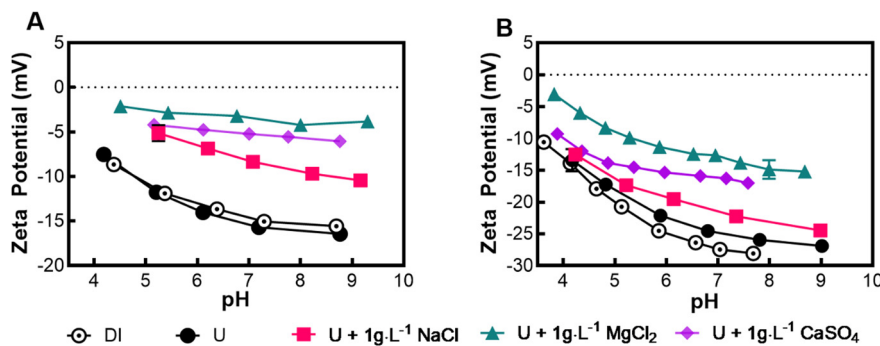 A
B
Zeta Potential (mV)
5
0
-5
-10
-15
-20
4 5 6 7 8 9 10
pH
Zeta Potential (mV)
5
0
-5
-10
-15
-20
-25
-30
4 5 6 7 8 9 10
pH
DI U U + 1g·L⁻¹ NaCl U + 1g·L⁻¹ MgCl₂ U + 1g·L⁻¹ CaSO₄